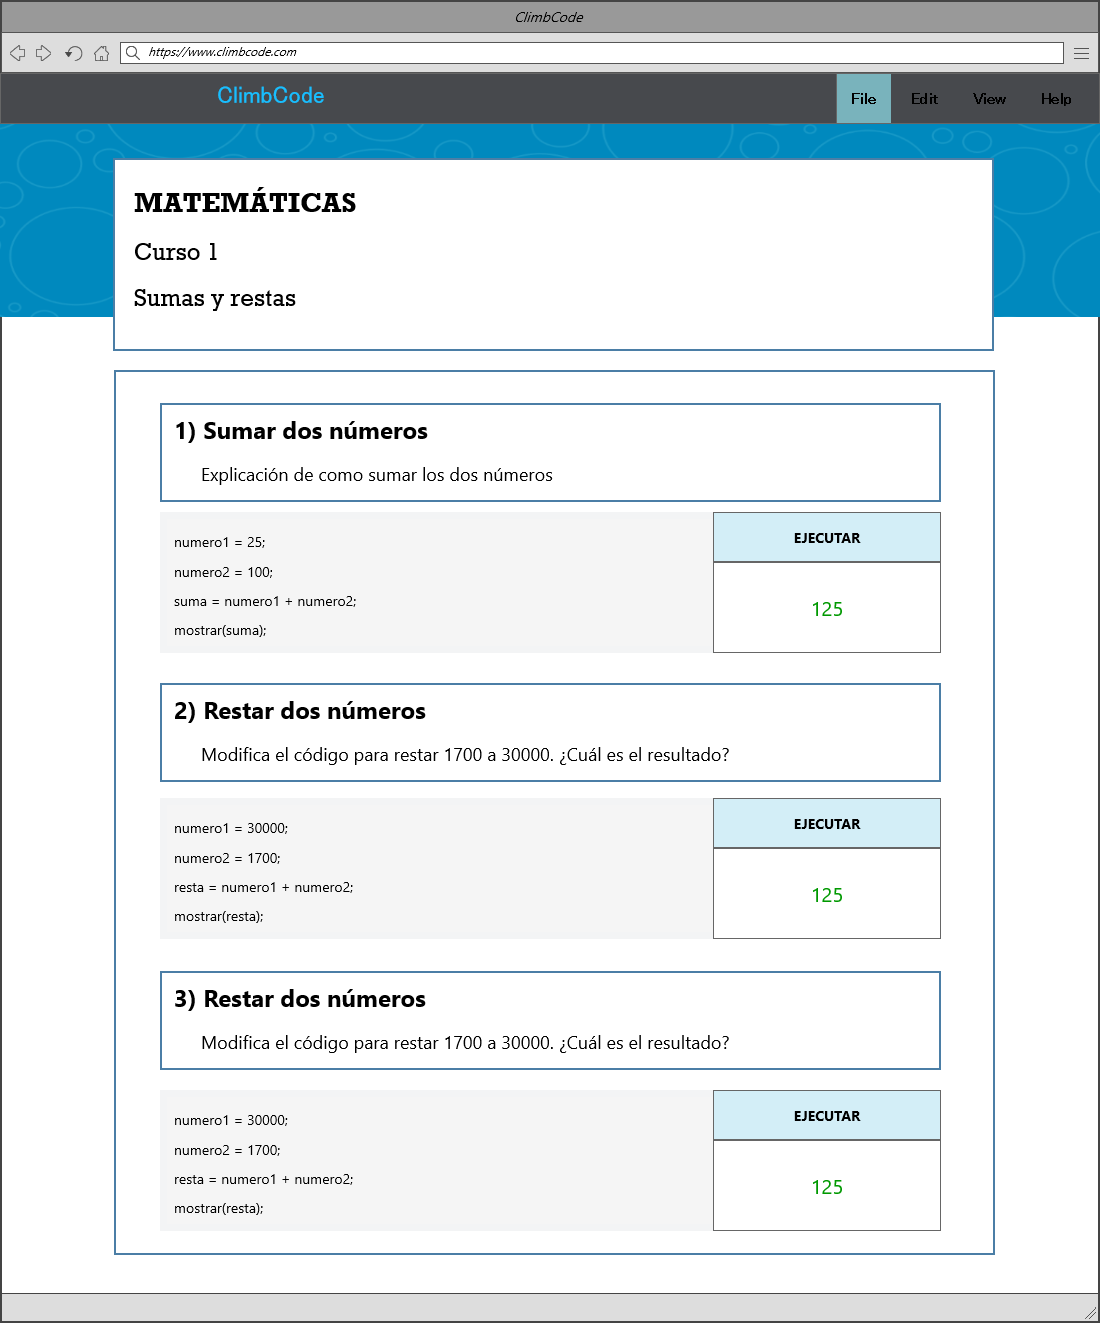 ClimbCode
https://www.climbcode.com
ClimbCode
File Edit View Help
MATEMÁTICAS
Curso 1
Sumas y restas
1) Sumar dos números
Explicación de como sumar los dos números
numero1 = 25;
numero2 = 100;
suma = numero1 + numero2;
mostrar(suma);
EJECUTAR
125
2) Restar dos números
Modifica el código para restar 1700 a 30000. ¿Cuál es el resultado?
numero1 = 30000;
numero2 = 1700;
resta = numero1 + numero2;
mostrar(resta);
EJECUTAR
125
3) Restar dos números
Modifica el código para restar 1700 a 30000. ¿Cuál es el resultado?
numero1 = 30000;
numero2 = 1700;
resta = numero1 + numero2;
mostrar(resta);
EJECUTAR
125